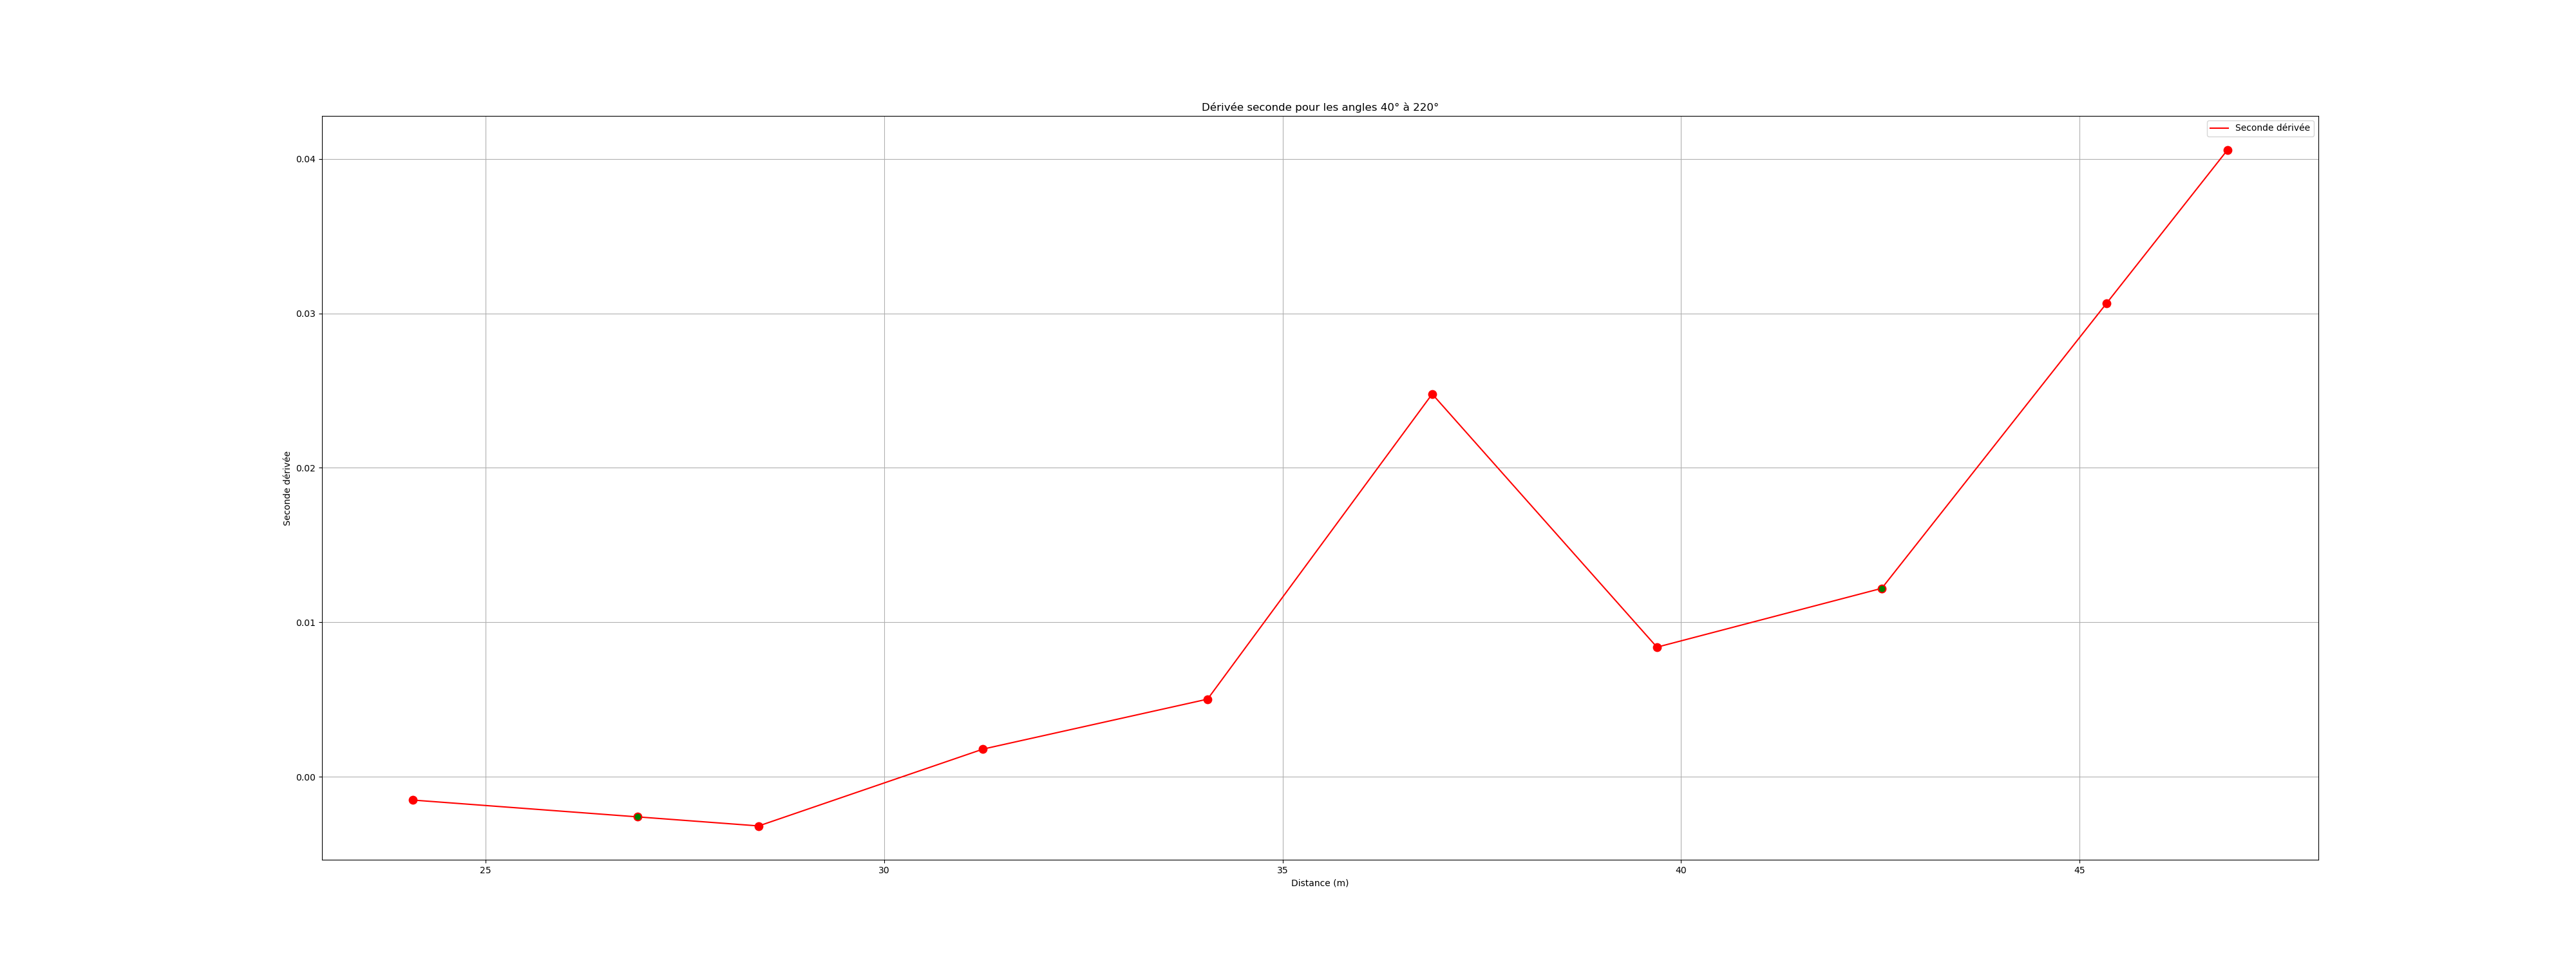 Dérivée seconde pour les angles 40° à 220°
Seconde dérivée
0.04
0.03
0.02
0.01
0.00
Seconde dérivée
25
30
35
40
45
Distance (m)